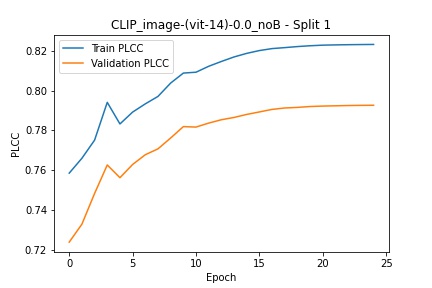 CLIP_image-(vit-14)-0.0_noB - Split 1
Train PLCC
Validation PLCC
PLCC
0.82
0.80
0.78
0.76
0.74
0.72
0 5 10 15 20 25
Epoch